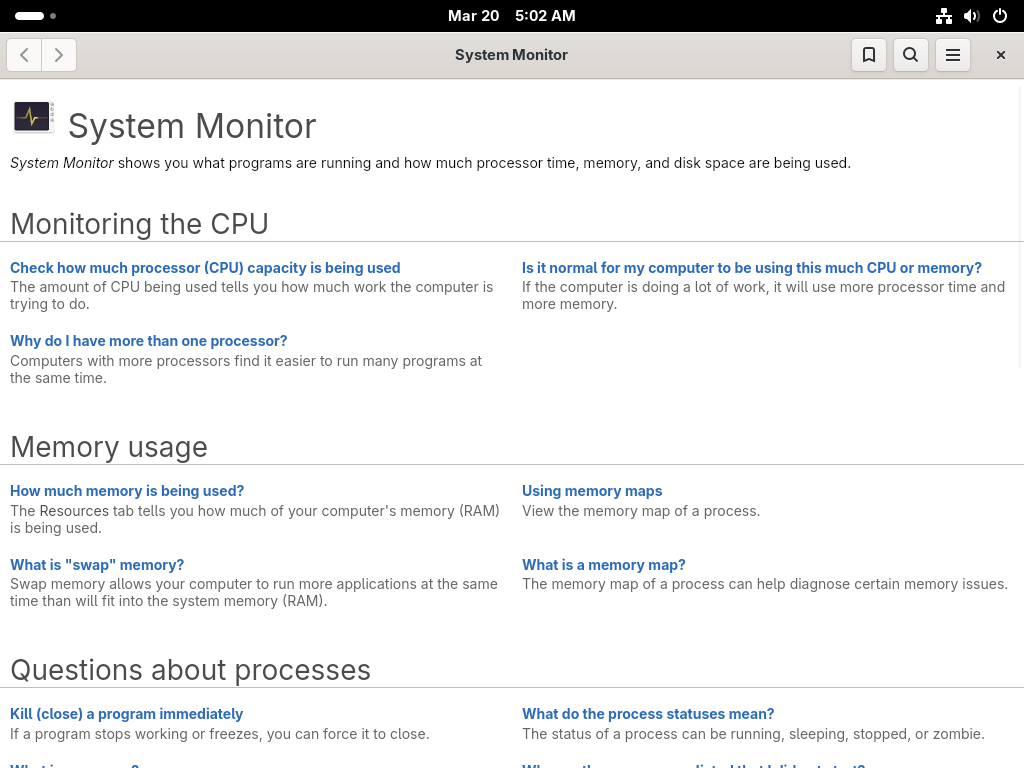 Mar 20 5:02 AM
System Monitor
System Monitor
System Monitor shows you what programs are running and how much processor time, memory, and disk space are being used.
Monitoring the CPU
Check how much processor (CPU) capacity is being used
The amount of CPU being used tells you how much work the computer is
trying to do.
Is it normal for my computer to be using this much CPU or memory?
If the computer is doing a lot of work, it will use more processor time and
more memory.
Why do I have more than one processor?
Computers with more processors find it easier to run many programs at
the same time.
Memory usage
How much memory is being used?
The Resources tab tells you how much of your computer's memory (RAM)
is being used.
Using memory maps
View the memory map of a process.
What is "swap" memory?
Swap memory allows your computer to run more applications at the same
time than will fit into the system memory (RAM).
What is a memory map?
The memory map of a process can help diagnose certain memory issues.
Questions about processes
Kill (close) a program immediately
If a program stops working or freezes, you can force it to close.
What do the process statuses mean?
The status of a process can be running, sleeping, stopped, or zombie.